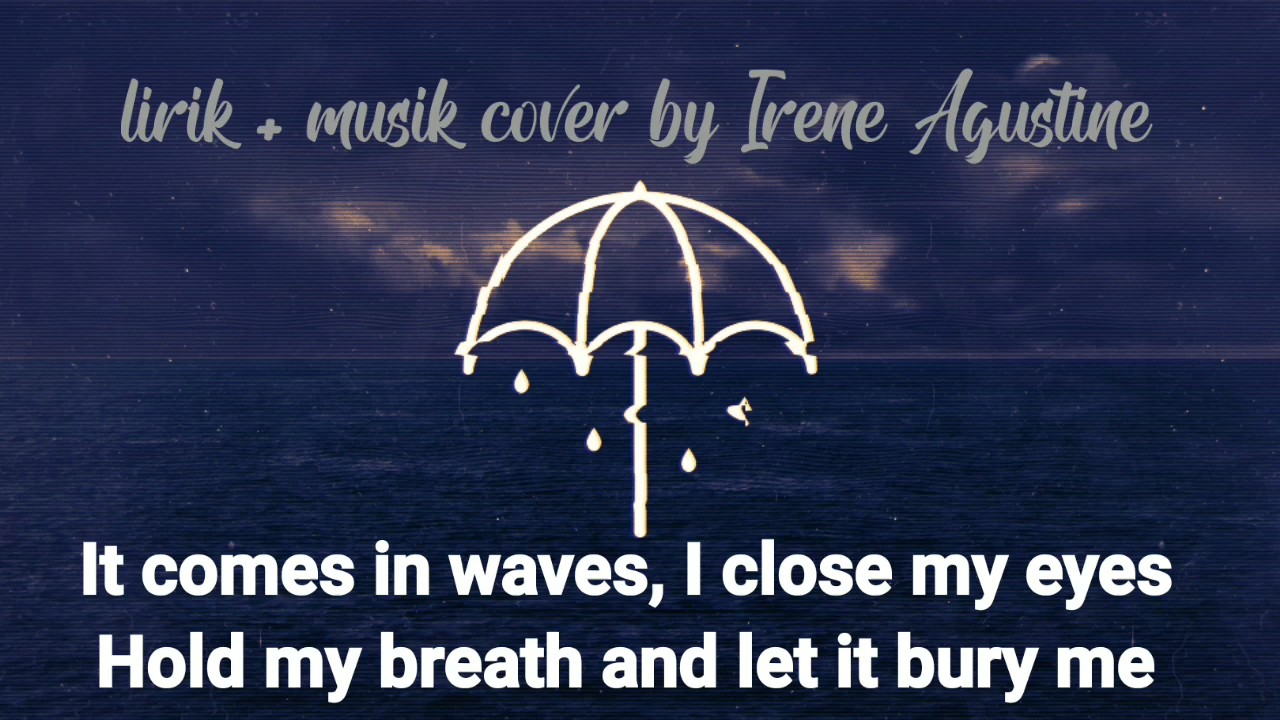 lirik + musik cover by Irene Agustine
It comes in waves, I close my eyes
Hold my breath and let it bury me